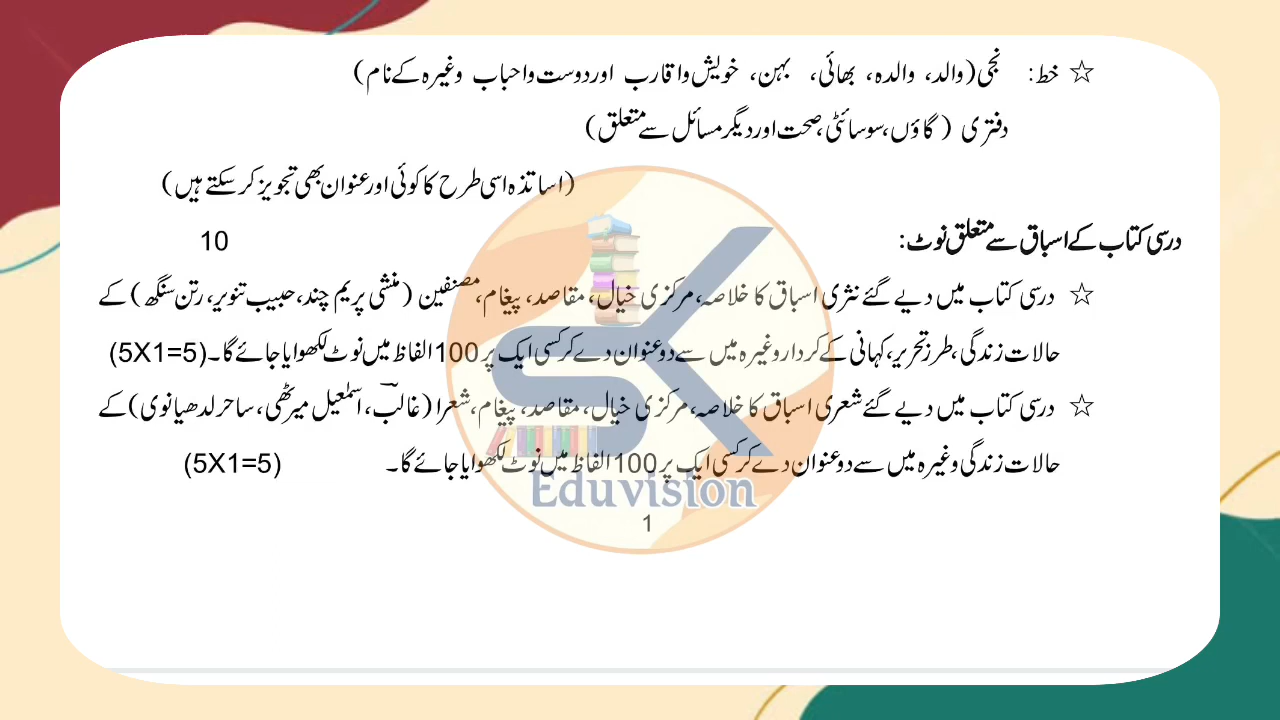 ☆ خط: نجی (والد، والدہ، بھائی، بہن، خویش واقارب اور دوست واحباب وغیرہ کے نام)
دفتری (گاؤں، سوسائٹی، صحت اور دیگر مسائل سے متعلق)
(اساتذہ اسی طرح کا کوئی اور عنوان بھی تجویز کر سکتے ہیں)
درسی کتاب کے اسباق سے متعلق نوٹ: 10
☆ درسی کتاب میں دیے گئے نثری اسباق کا خلاصہ، مرکزی خیال، مقاصد، پیغام، مصنفین (منشی پریم چند، حبیب تنویر، رتن سنگھ) کے
حالات زندگی، طرز تحریر، کہانی کے کردار وغیرہ میں سے دو عنوان دے کر کسی ایک پر 100 الفاظ میں نوٹ لکھوایا جائے گا۔ (5X1=5)
☆ درسی کتاب میں دیے گئے شعری اسباق کا خلاصہ، مرکزی خیال، مقاصد، پیغام، شعرا (غالبؔ، اسمٰعیل میرٹھی، ساحر لدھیانوی) کے
حالات زندگی وغیرہ میں سے دو عنوان دے کر کسی ایک پر 100 الفاظ میں نوٹ لکھوایا جائے گا۔ (5X1=5)
SK
Eduvision
1